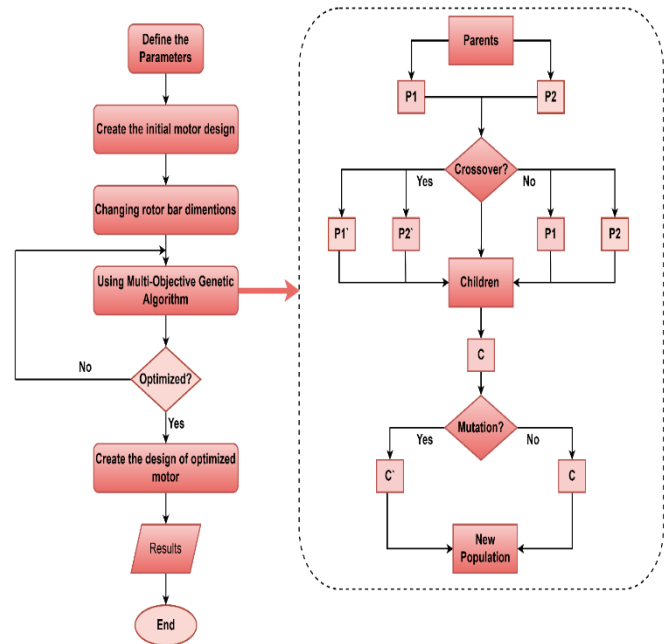 Define the
Parameters
Create the initial motor design
Changing rotor bar dimentions
Using Multi-Objective Genetic
Algorithm
No
Optimized?
Yes
Create the design of optimized
motor
Results
End
Parents
P1
P2
Crossover?
Yes
No
P1`
P2`
P1
P2
Children
C
Mutation?
Yes
No
C`
C
New
Population